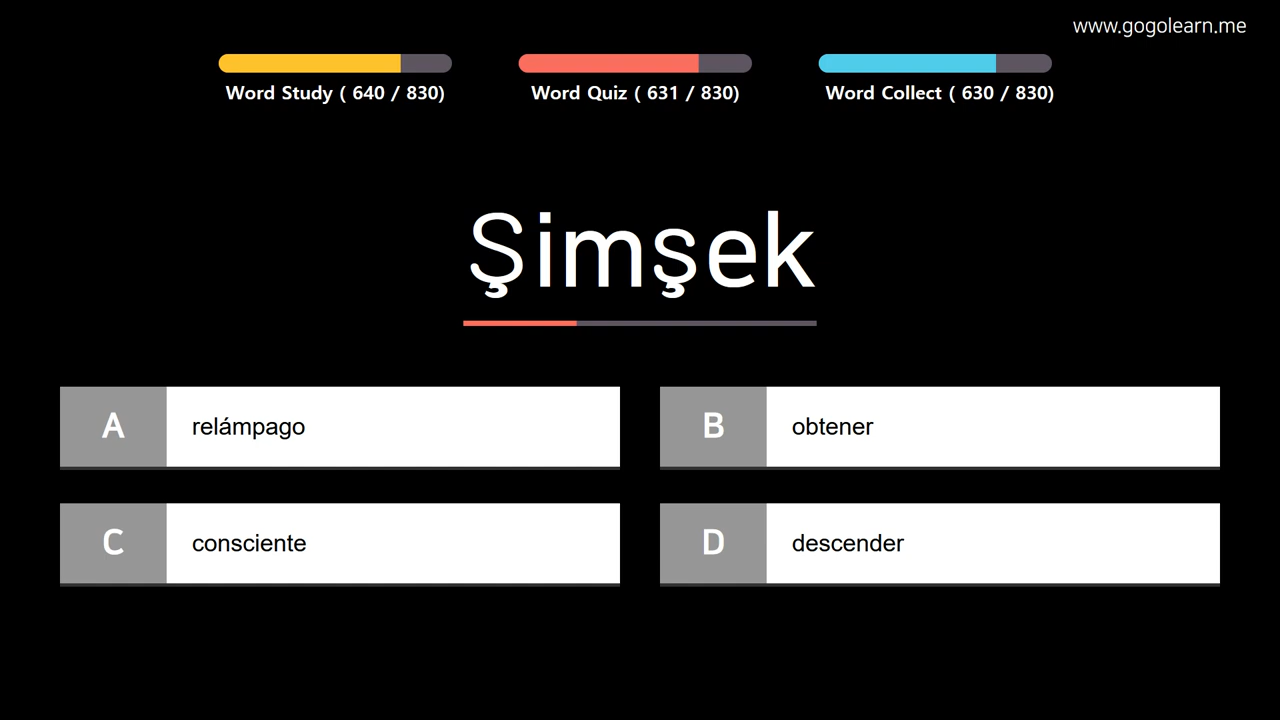 www.gogolearn.me
Word Study ( 640 / 830)
Word Quiz ( 631 / 830)
Word Collect ( 630 / 830)
Şimşek
A relámpago
B obtener
C consciente
D descender